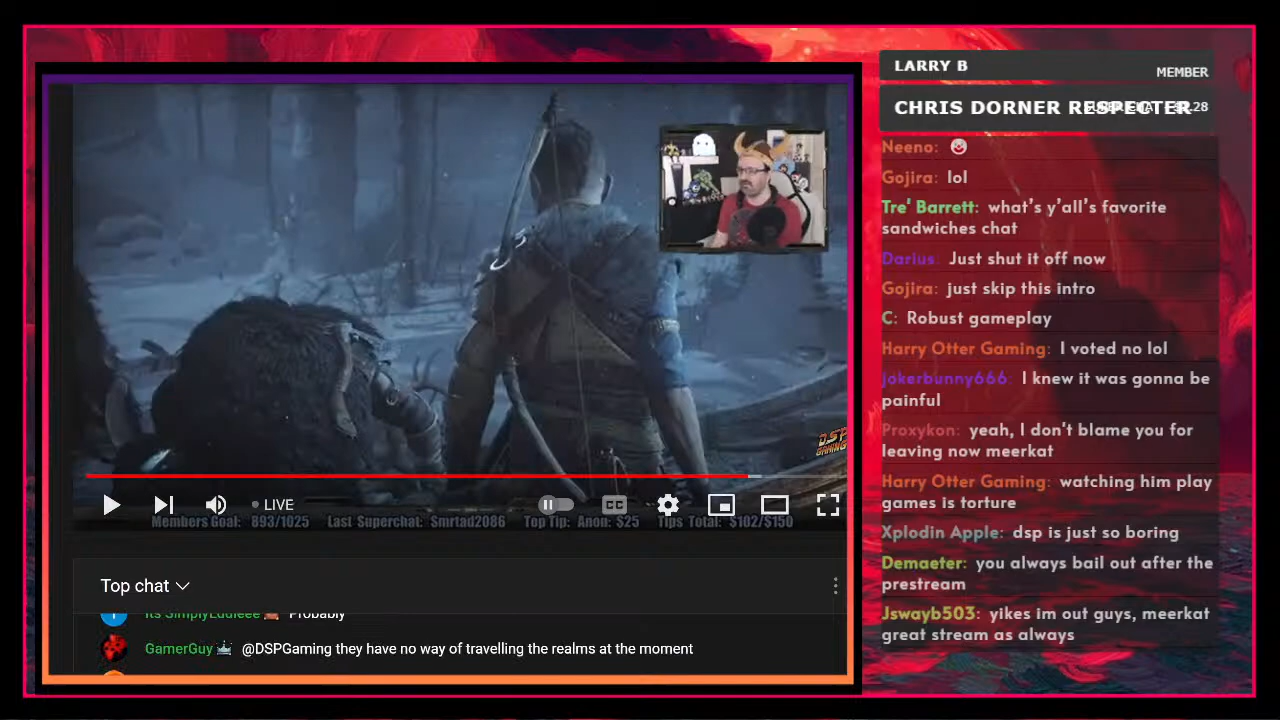 LARRY B
MEMBER
CHRIS DORNER RESPECTER
Neeno:
Gojira: lol
Tre' Barrett: what's y'all's favorite
sandwiches chat
Darius: Just shut it off now
Gojira: just skip this intro
C: Robust gameplay
Harry Otter Gaming: I voted no lol
jokerbunny666: I knew it was gonna be
painful
Proxykon: yeah, I don't blame you for
leaving now meerkat
Harry Otter Gaming: watching him play
games is torture
Xplodin Apple: dsp is just so boring
Demaeter: you always bail out after the
prestream
Jswayb503: yikes im out guys, meerkat
great stream as always
DSP
GAMING
LIVE
CC
Members Goal: 893/1025 Last Superchat: Smrtad2086 Top Tip: Anon: $25 Tips Total: $102/$150
Top chat
Its SimplyEddieee Probably
GamerGuy @DSPGaming they have no way of travelling the realms at the moment